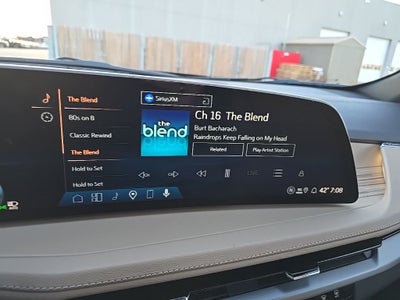 The Blend
80s on 8
Classic Rewind
The Blend
Hold to Set
Hold to Set
SiriusXM
the
blend
Ch 16 The Blend
Burt Bacharach
Raindrops Keep Falling on My Head
Related
Play Artist Station
LIVE
42° 7:08